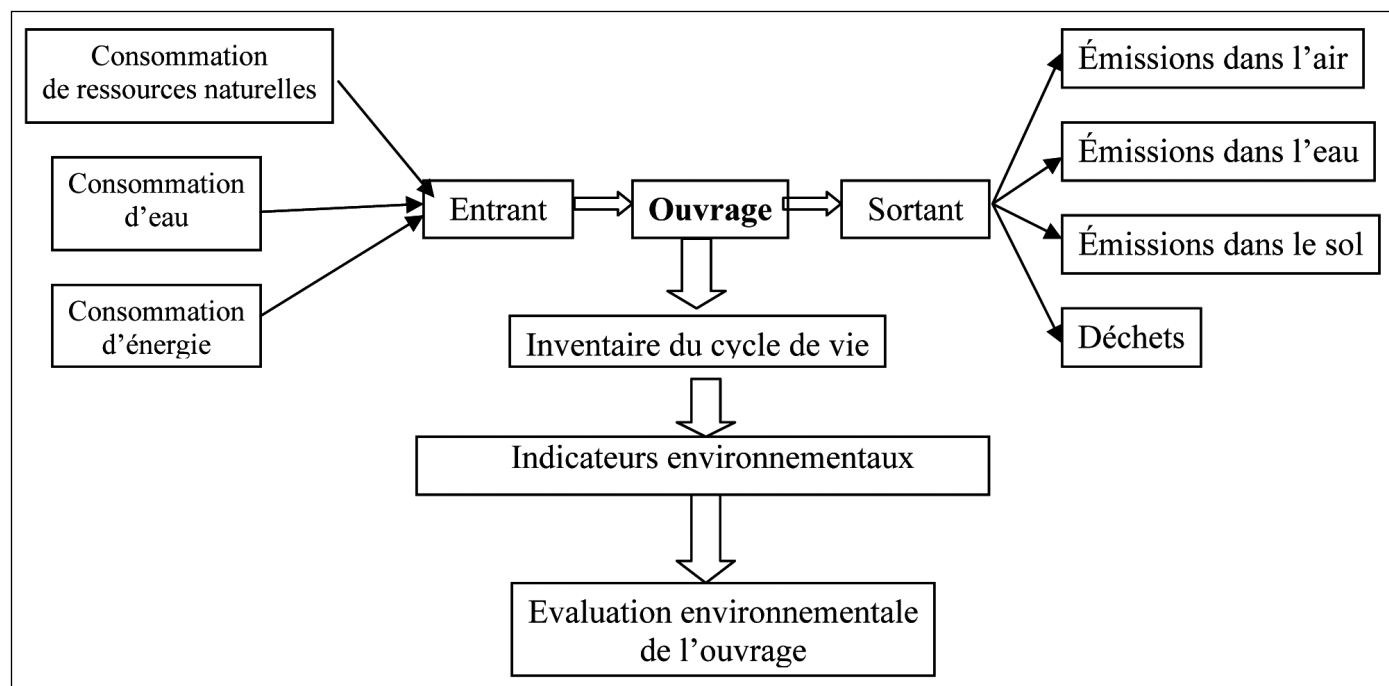 Consommation
de ressources naturelles
Consommation
d'eau
Consommation
d'énergie
Entrant
Ouvrage
Sortant
Émissions dans l'air
Émissions dans l'eau
Émissions dans le sol
Déchets
Inventaire du cycle de vie
Indicateurs environnementaux
Evaluation environnementale
de l'ouvrage